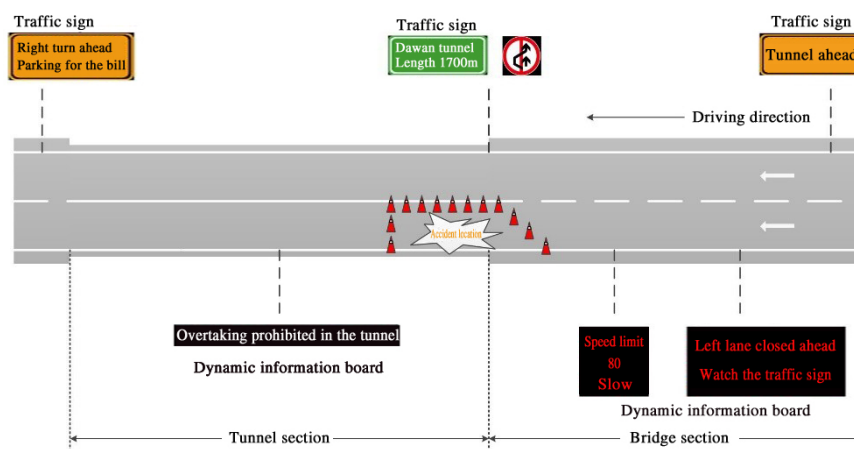 Traffic sign
Right turn ahead
Parking for the bill
Traffic sign
Dawan tunnel
Length 1700m
Traffic sign
Tunnel ahead
Driving direction
Accident location
Overtaking prohibited in the tunnel
Dynamic information board
Speed limit
80
Slow
Left lane closed ahead
Watch the traffic sign
Dynamic information board
Tunnel section
Bridge section